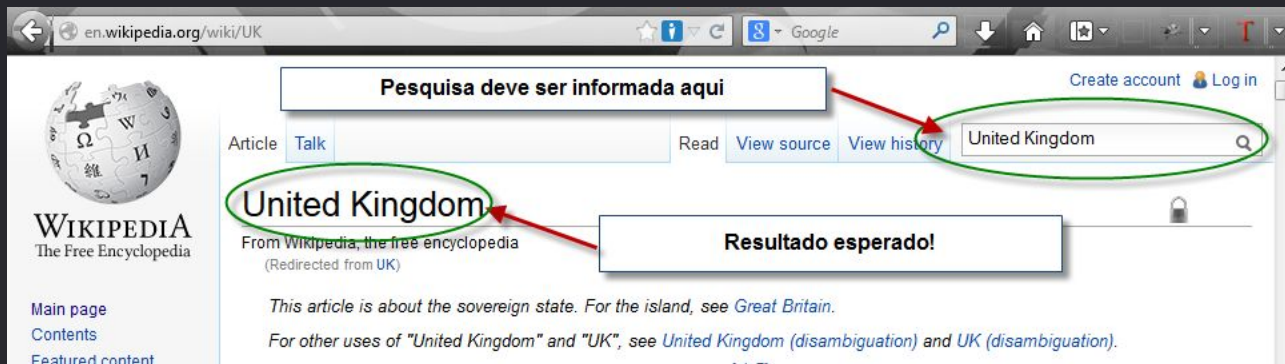 en.wikipedia.org/wiki/UK
Google
Pesquisa deve ser informada aqui
Create account Log in
Article Talk Read View source View history United Kingdom
United Kingdom
WIKIPEDIA
The Free Encyclopedia
From Wikipedia, the free encyclopedia
(Redirected from UK)
Resultado esperado!
This article is about the sovereign state. For the island, see Great Britain.
For other uses of "United Kingdom" and "UK", see United Kingdom (disambiguation) and UK (disambiguation).
Main page
Contents
Featured content